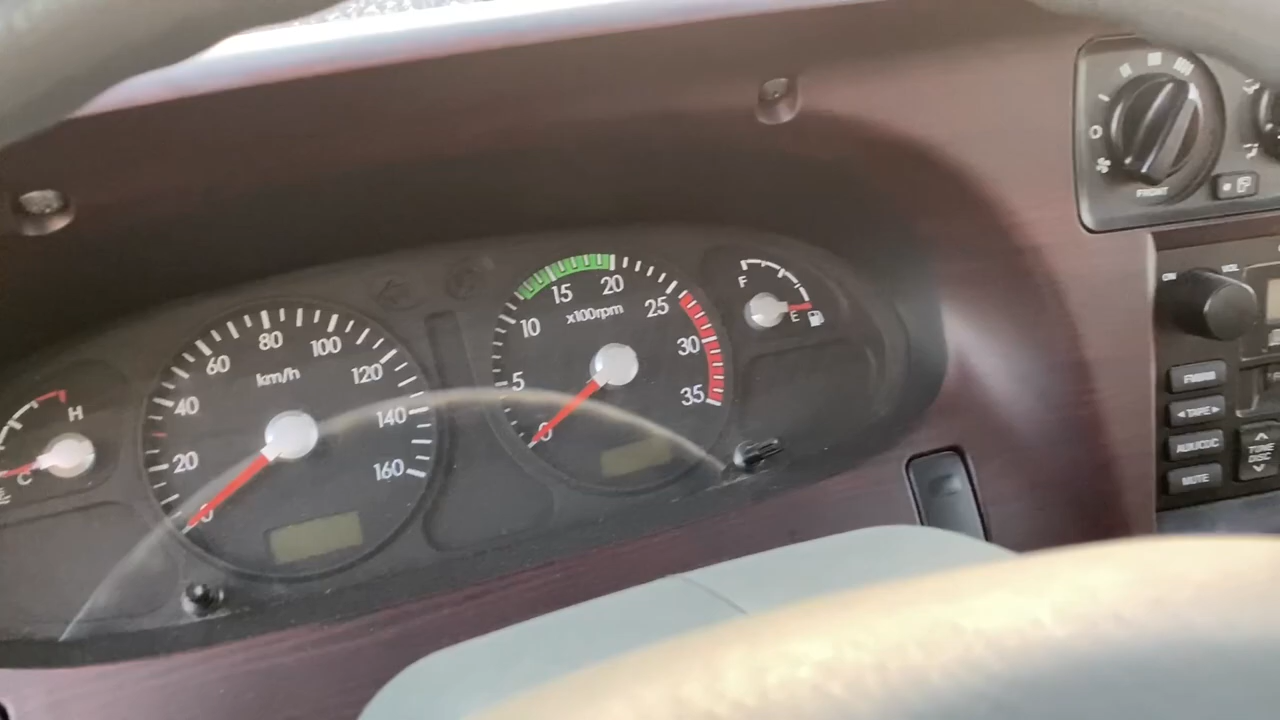 H
C
0
20
40
60
80
100
120
140
160
km/h
0
5
10
15
20
25
30
35
x100rpm
F
E
O
FRONT
ON
VOL
FM/AM
◄TAPE►
AUX/CDC
MUTE
TUNE
DISC